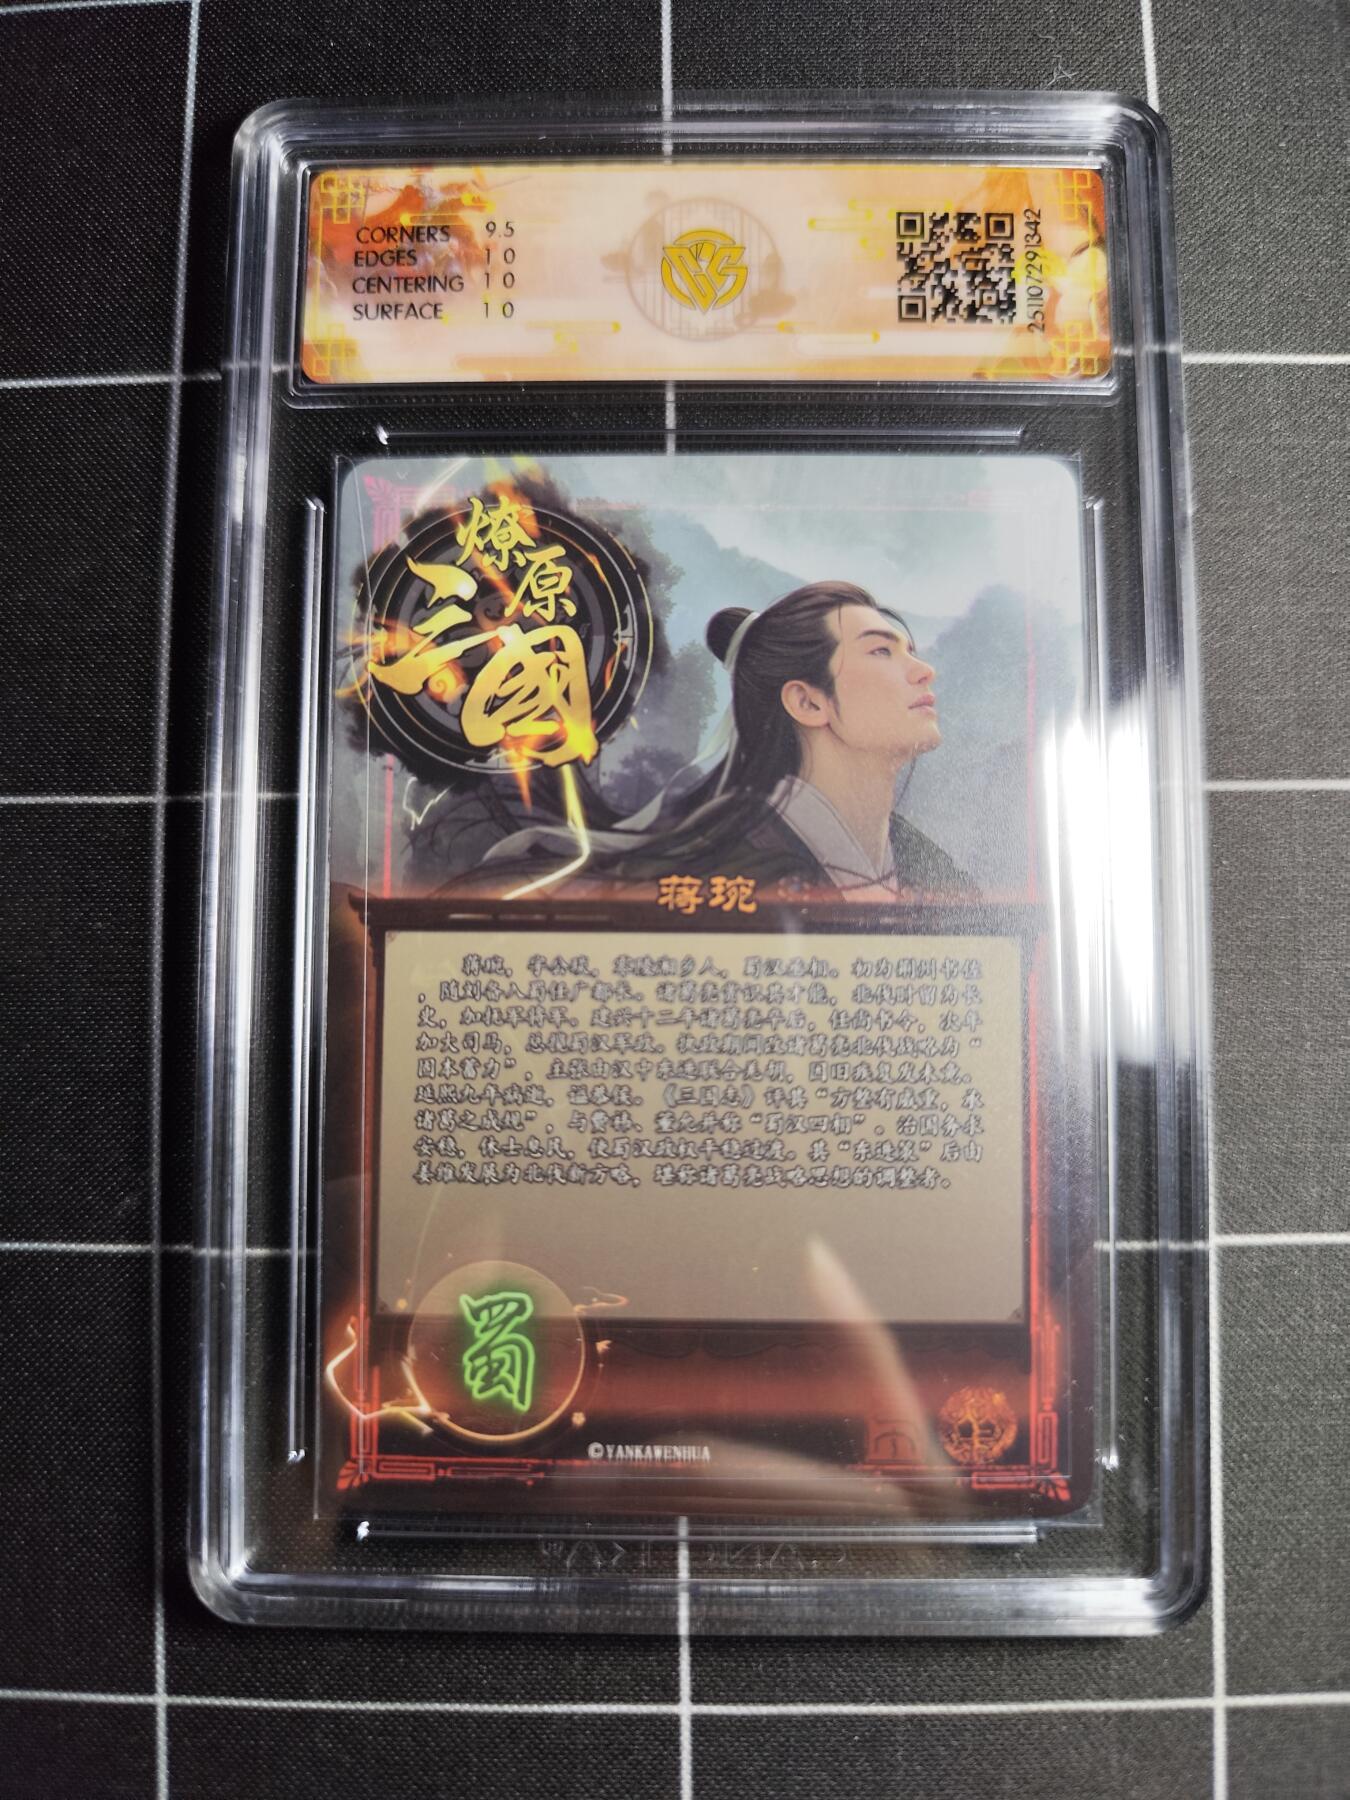 CORNERS 9.5
EDGES 10
CENTERING 10
SURFACE 10
25110729342
燎原
三國
蒋琬
蒋琬，字公琰，零陵湘乡人，蜀汉丞相。初为荆州书佐
，随刘备入蜀任广都长。诸葛亮赏识其才能，北伐时留为长
史，加抚军将军。建兴十二年诸葛亮卒后，任尚书令，次年
加大司马，总揽蜀汉军政。执政期间改诸葛亮北伐战略为“
固本蓄力”，主张由汉中东进联合羌胡，因旧疾复发未竟。
延熙九年病逝，谥恭侯。《三国志》评其“方整有威重，承
诸葛之成规”，与费祎、董允并称“蜀汉四相”。治国务求
安稳，休士息民，使蜀汉政权平稳过渡。其“东进策”后由
姜维发展为北伐新方略，堪称诸葛亮战略思想的调整者。
蜀
©YANKAWENHUA